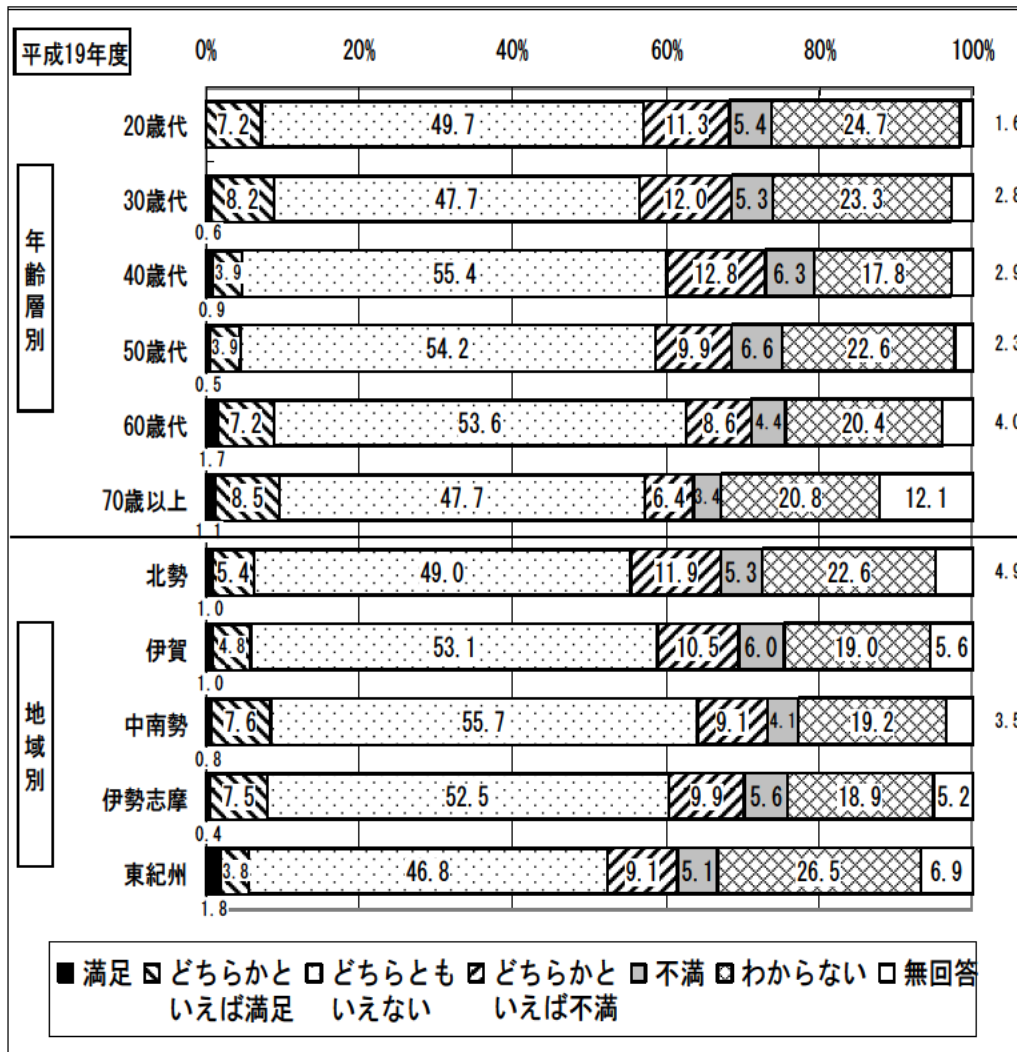 平成19年度
0% 20% 40% 60% 80% 100%
年齢層別
20歳代 7.2 49.7 11.3 5.4 24.7 1.6
30歳代 8.2 47.7 12.0 5.3 23.3 2.8
0.6
40歳代 3.9 55.4 12.8 6.3 17.8 2.9
0.9
50歳代 3.9 54.2 9.9 6.6 22.6 2.3
0.5
60歳代 7.2 53.6 8.6 4.4 20.4 4.0
1.7
70歳以上 8.5 47.7 6.4 3.4 20.8 12.1
1.1
地域別
北勢 5.4 49.0 11.9 5.3 22.6 4.9
1.0
伊賀 4.8 53.1 10.5 6.0 19.0 5.6
1.0
中南勢 7.6 55.7 9.1 4.1 19.2 3.5
0.8
伊勢志摩 7.5 52.5 9.9 5.6 18.9 5.2
0.4
東紀州 3.8 46.8 9.1 5.1 26.5 6.9
1.8
満足 どちらかと どちらとも どちらかと 不満 わからない 無回答
いえば満足 いえない いえば不満